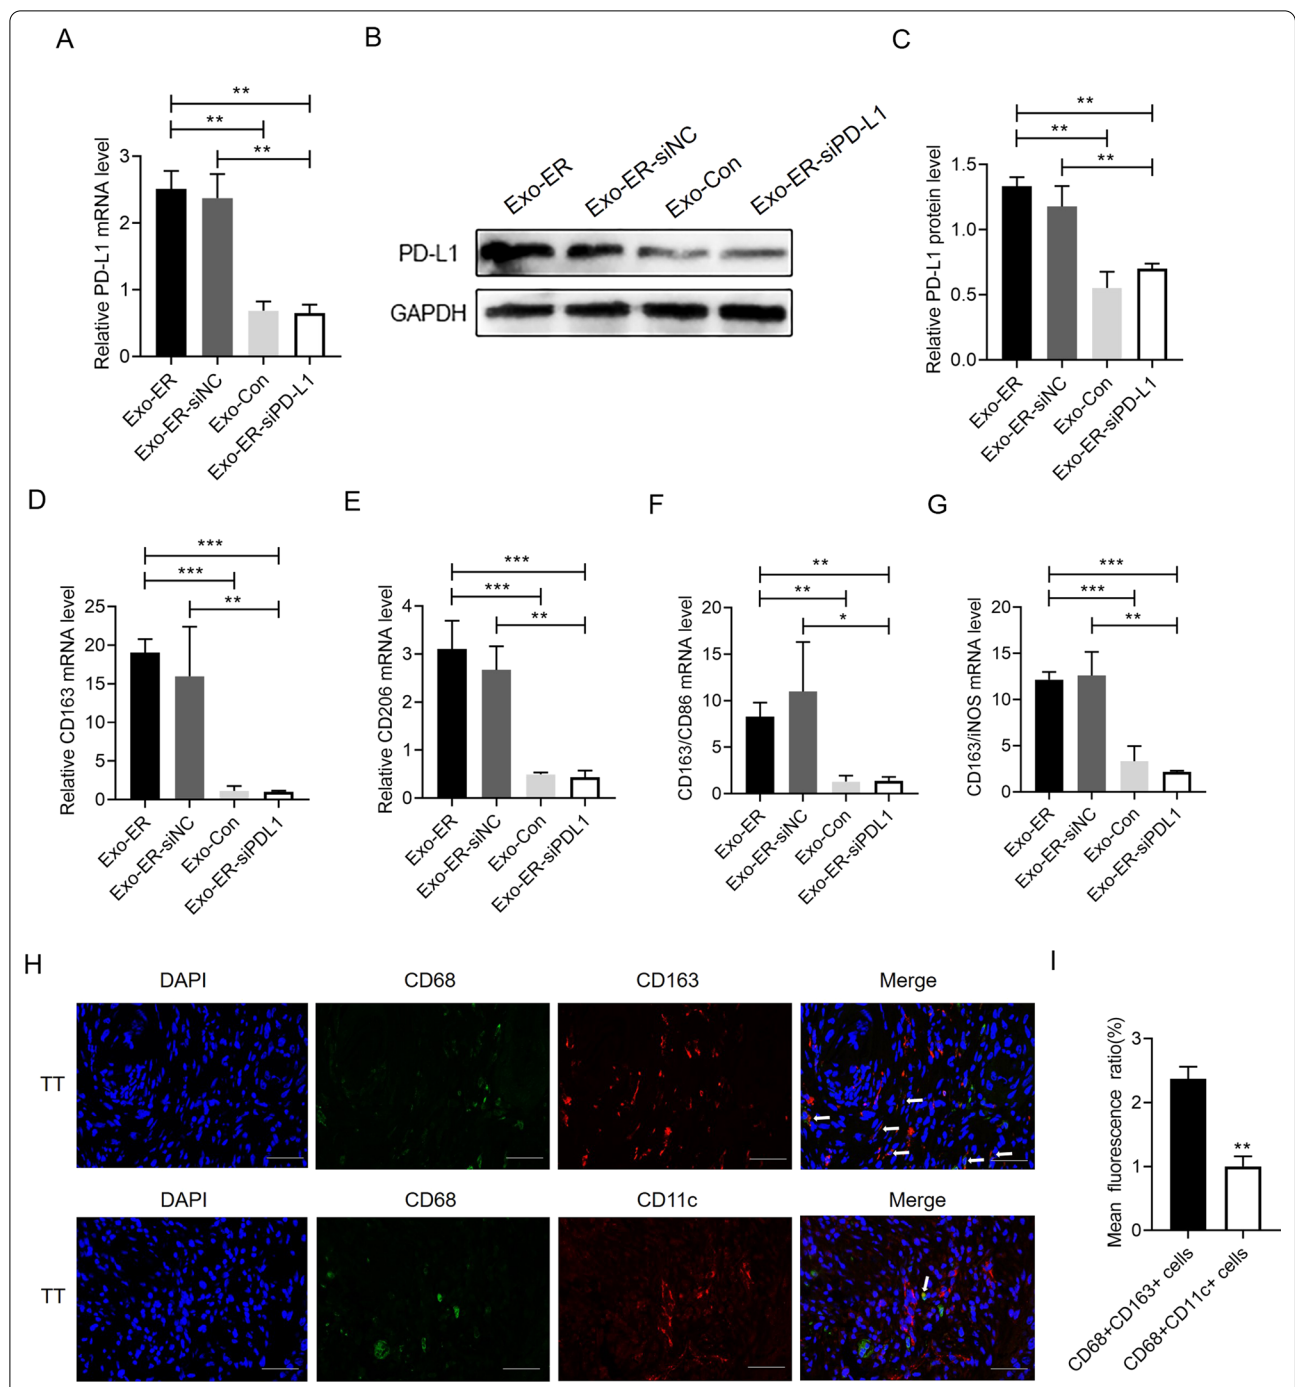 A
B
C
**
**
**
Relative PD-L1 mRNA level
3
2
1
0
Exo-ER
Exo-ER-siNC
Exo-Con
Exo-ER-siPD-L1
Exo-ER
Exo-ER-siNC
Exo-Con
Exo-ER-siPD-L1
PD-L1
GAPDH
**
**
**
Relative PD-L1 protein level
1.5
1.0
0.5
0.0
Exo-ER
Exo-ER-siNC
Exo-Con
Exo-ER-siPD-L1
D
E
F
G
***
***
**
Relative CD163 mRNA level
25
20
15
10
5
0
Exo-ER
Exo-ER-siNC
Exo-Con
Exo-ER-siPDL1
***
***
**
Relative CD206 mRNA level
4
3
2
1
0
Exo-ER
Exo-ER-siNC
Exo-Con
Exo-ER-siPDL1
**
**
*
CD163/CD86 mRNA level
20
15
10
5
0
Exo-ER
Exo-ER-siNC
Exo-Con
Exo-ER-siPDL1
***
***
**
CD163/iNOS mRNA level
20
15
10
5
0
Exo-ER
Exo-ER-siNC
Exo-Con
Exo-ER-siPDL1
H
DAPI
CD68
CD163
Merge
TT
DAPI
CD68
CD11c
Merge
TT
I
Mean fluorescence ratio(%)
3
2
1
0
**
CD68+CD163+ cells
CD68+CD11c+ cells